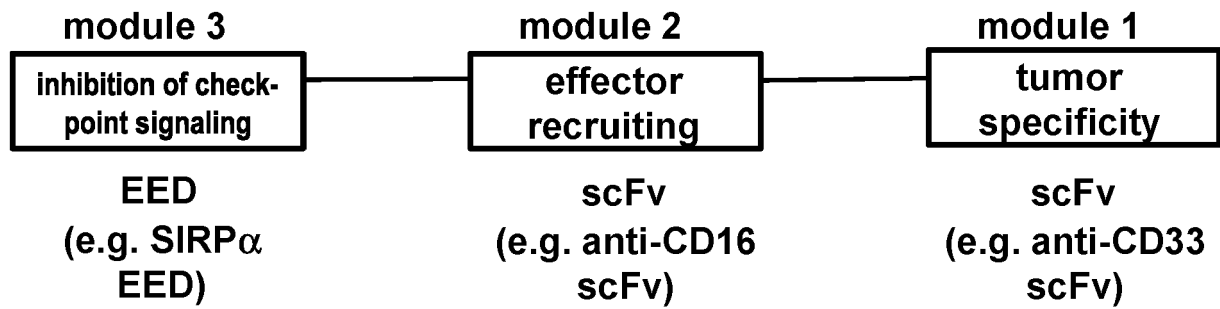 module 3
inhibition of check-
point signaling
EED
(e.g. SIRPα
EED)
module 2
effector
recruiting
scFv
(e.g. anti-CD16
scFv)
module 1
tumor
specificity
scFv
(e.g. anti-CD33
scFv)